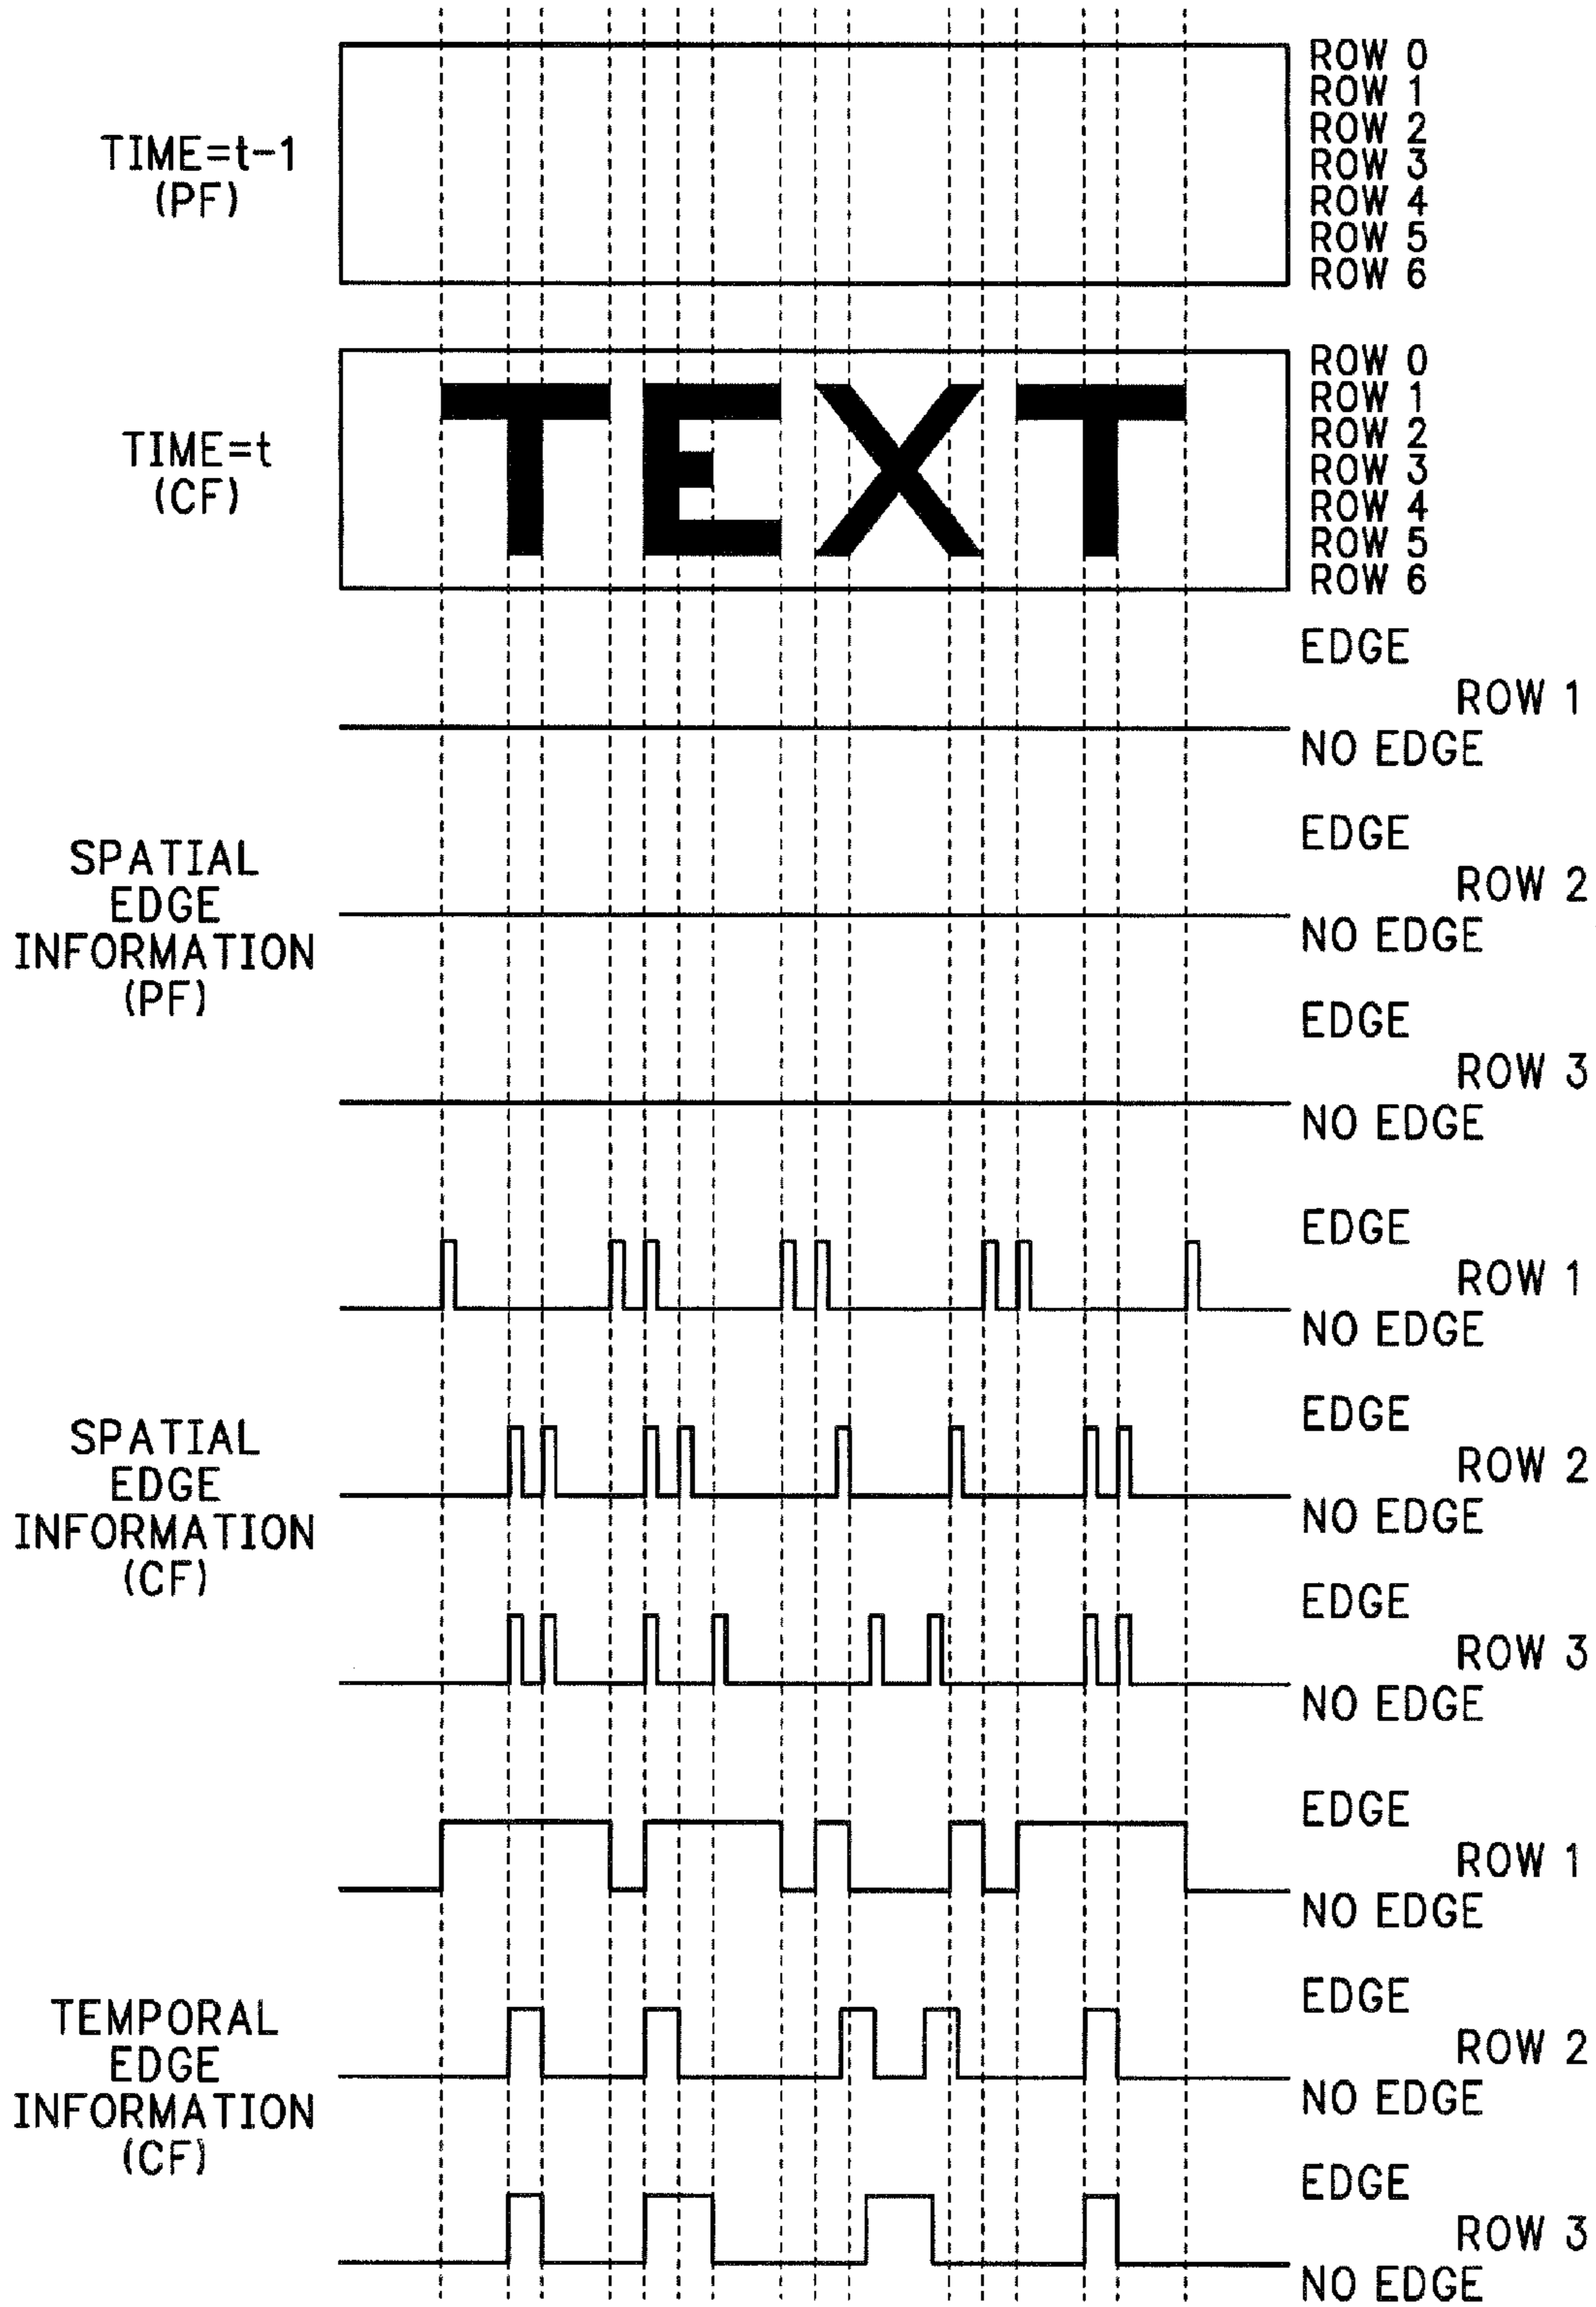 ROW 0
ROW 1
ROW 2
TIME=t-1
ROW 3
(PF)
ROW 4
ROW 5
ROW 6
ROW 0
ROW 1
TEXT
ROW 2
TIME=t
ROW 3
(CF)
ROW 4
ROW 5
ROW 6
EDGE
ROW 1
NO EDGE
SPATIAL
EDGE
INFORMATION
(PF)
EDGE
ROW 2
NO EDGE
EDGE
ROW 3
NO EDGE
EDGE
ROW 1
NO EDGE
SPATIAL
EDGE
INFORMATION
(CF)
EDGE
ROW 2
NO EDGE
EDGE
ROW 3
NO EDGE
EDGE
ROW 1
NO EDGE
TEMPORAL
EDGE
INFORMATION
(CF)
EDGE
ROW 2
NO EDGE
EDGE
ROW 3
NO EDGE